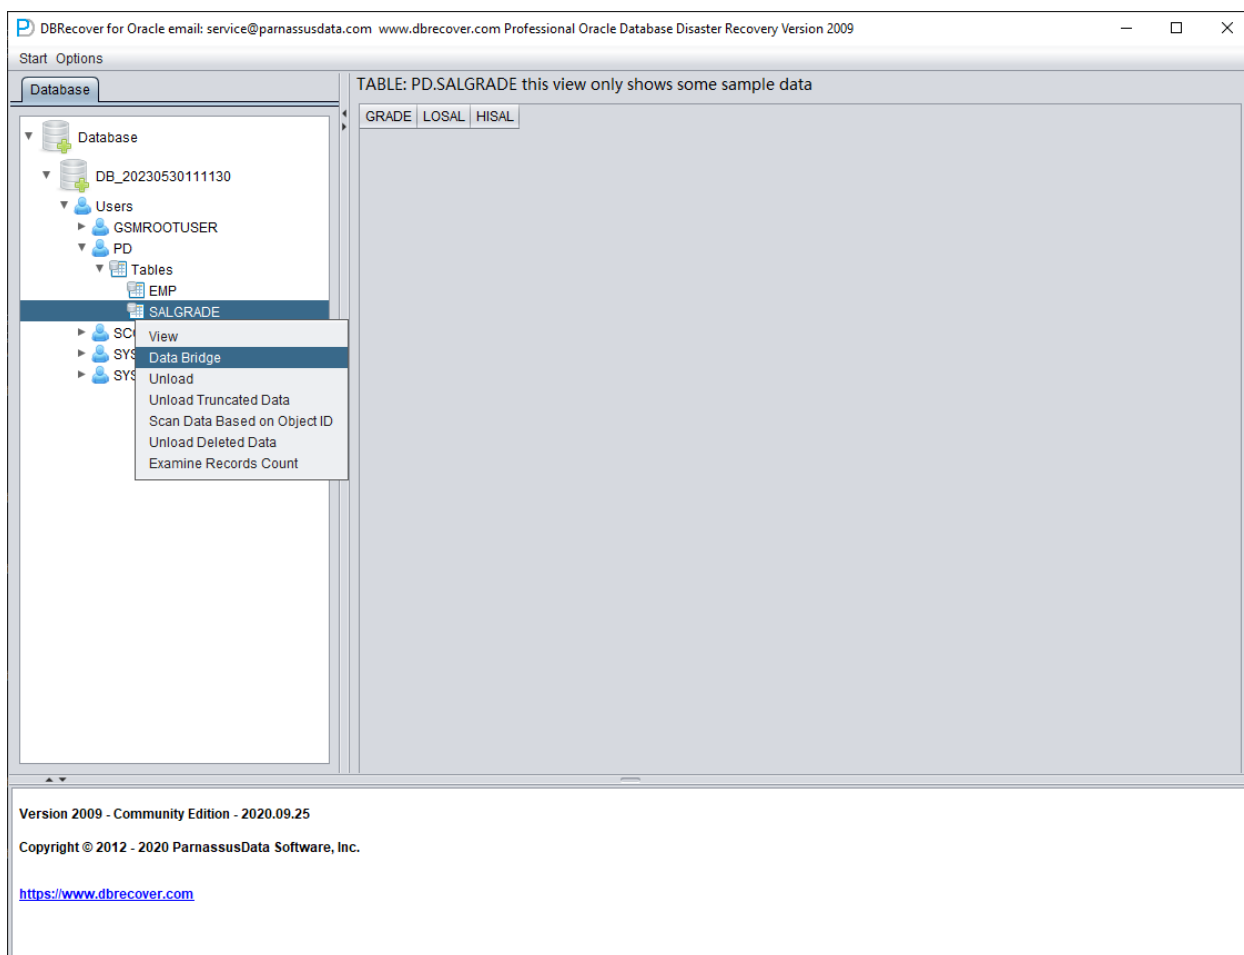 DBRecover for Oracle email: service@parnassusdata.com www.dbrecover.com Professional Oracle Database Disaster Recovery Version 2009
Start Options
Database
TABLE: PD.SALGRADE this view only shows some sample data
GRADE LOSAL HISAL
Database
DB_20230530111130
Users
GSMROOTUSER
PD
Tables
EMP
SALGRADE
View
Data Bridge
Unload
Unload Truncated Data
Scan Data Based on Object ID
Unload Deleted Data
Examine Records Count
Version 2009 - Community Edition - 2020.09.25
Copyright © 2012 - 2020 ParnassusData Software, Inc.
https://www.dbrecover.com